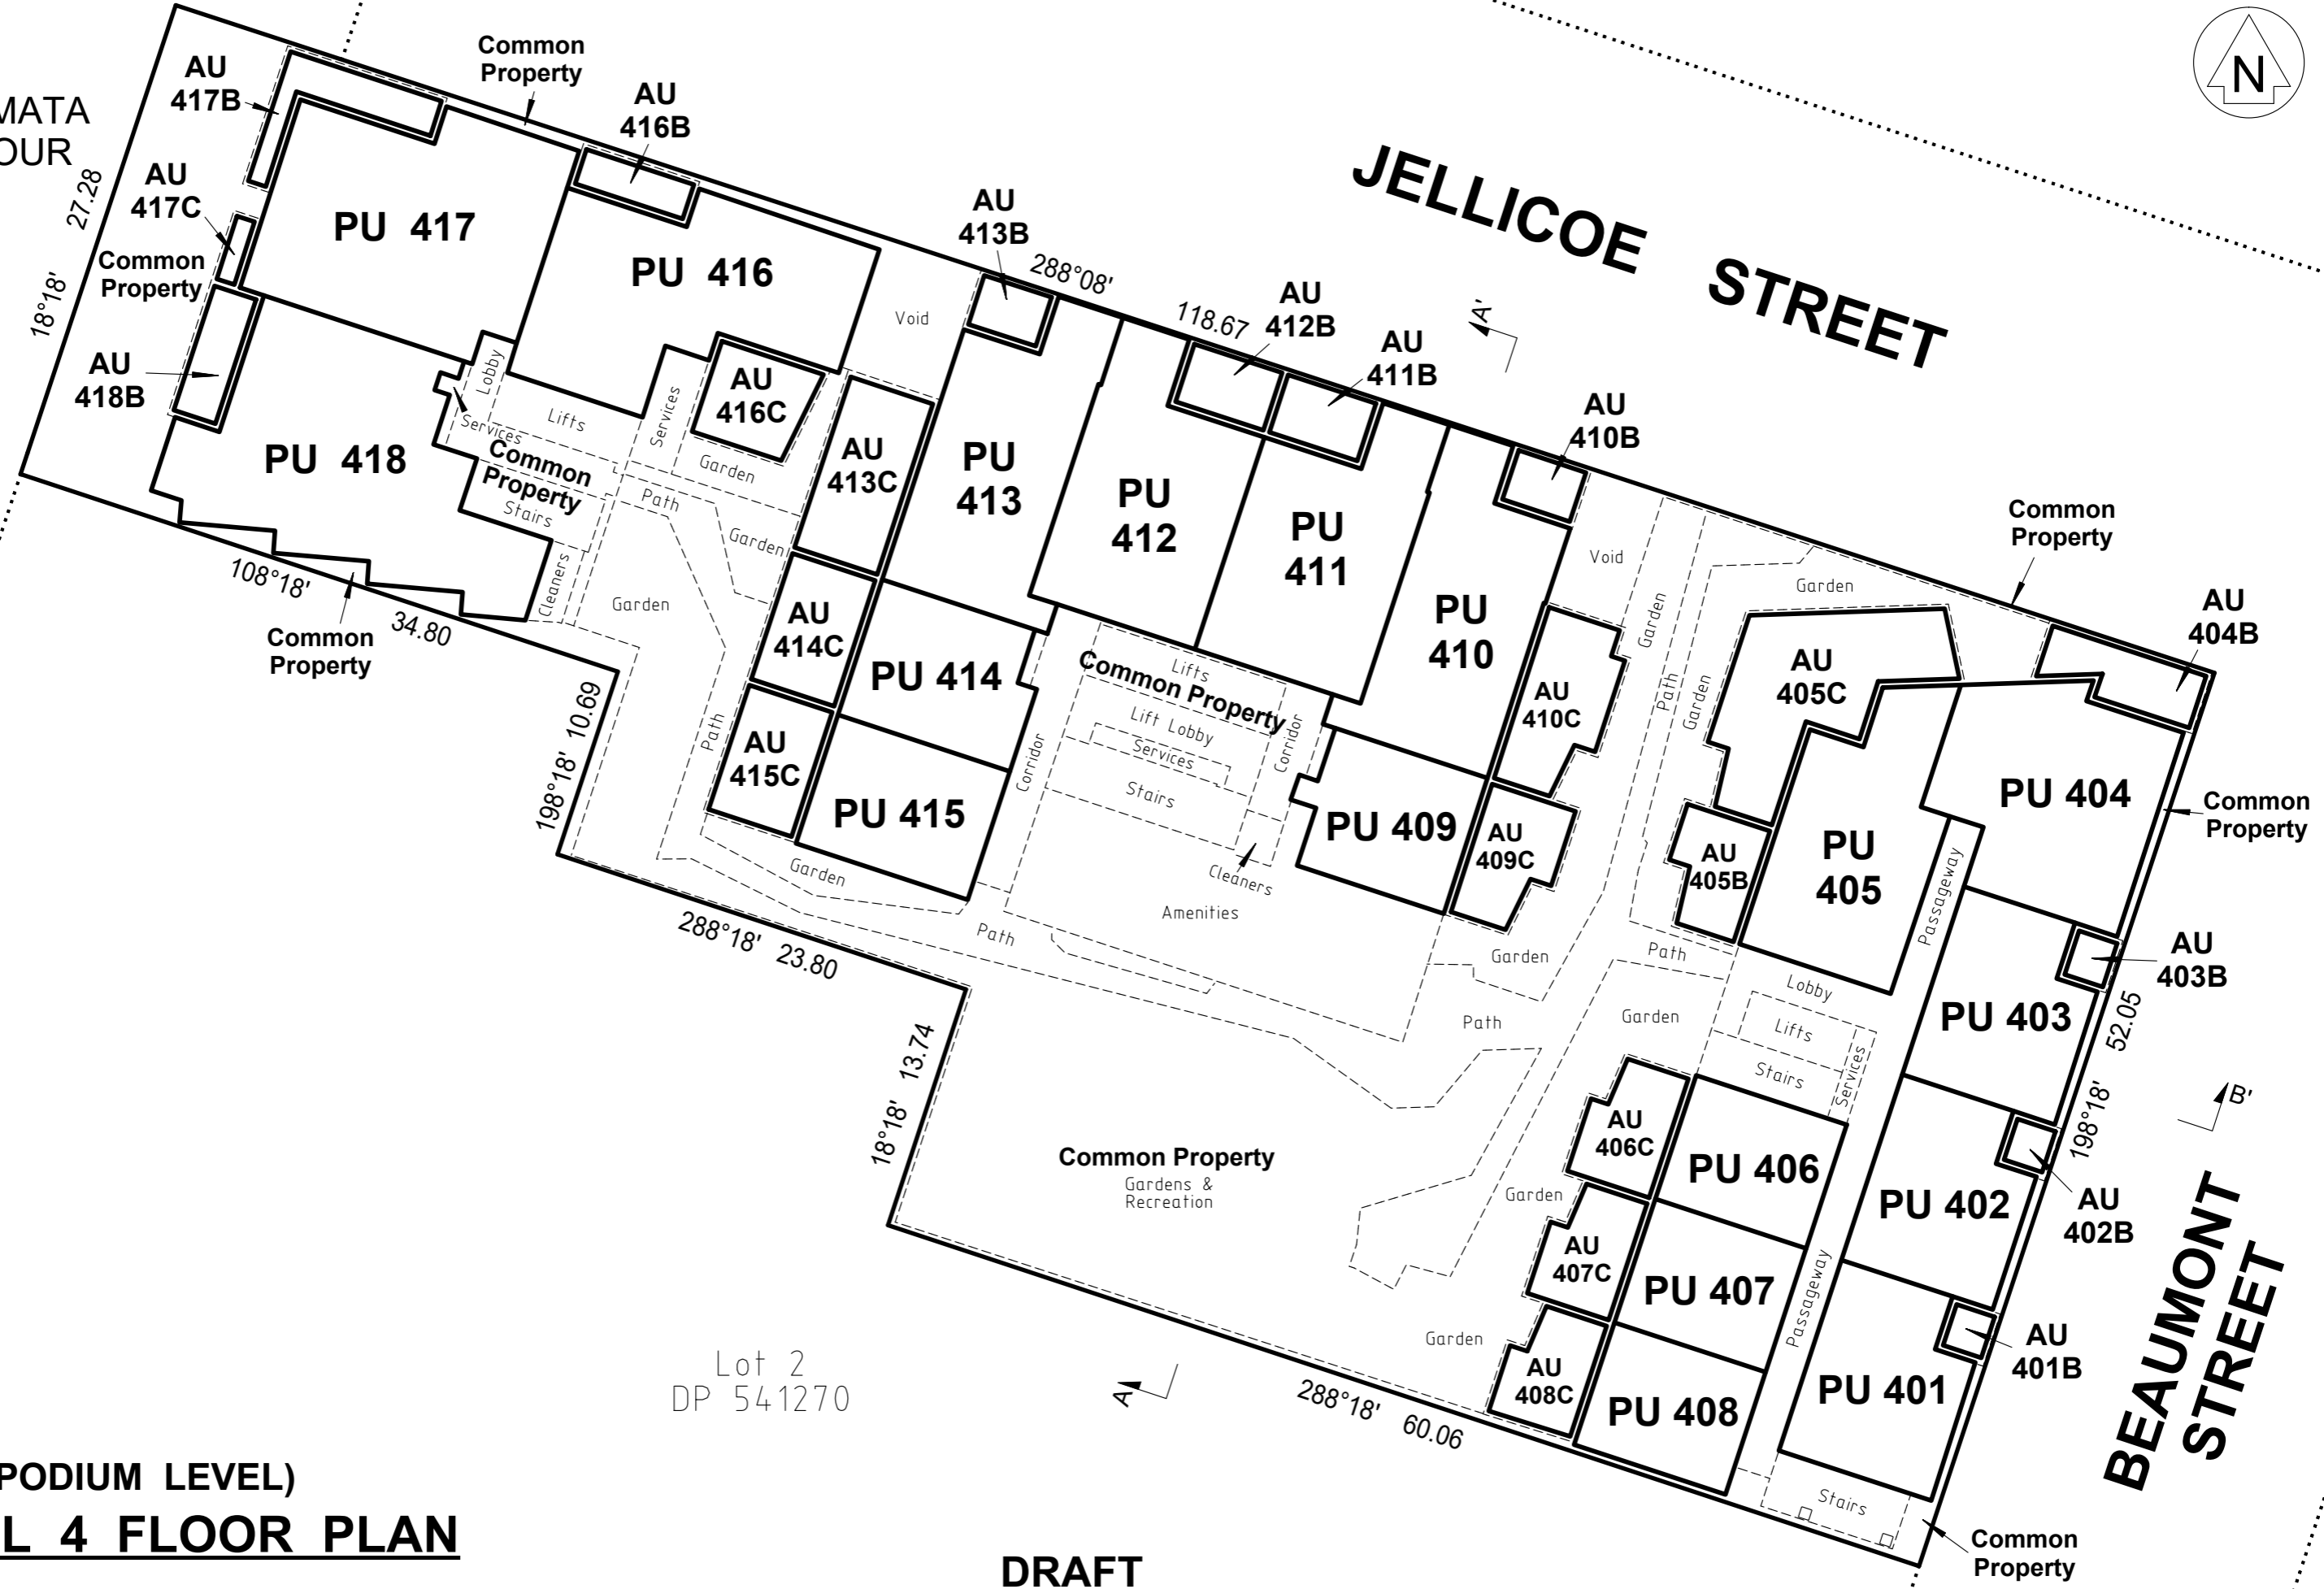 N
MATA
OUR
27.28
18°18'
AU
417B
Common
Property
AU
416B
AU
417C
Common
Property
AU
418B
PU 417
PU 416
PU 418
Lobby
Services
Lifts
Services
Common
Property
Stairs
Cleaners
AU
416C
Garden
Path
Garden
Garden
Void
108°18'
34.80
Common
Property
198°18' 10.69
AU
413B
288°08'
118.67
AU
412B
AU
411B
A'
JELLICOE STREET
AU
410B
AU
413C
PU
413
PU
412
PU
411
PU
410
AU
414C
PU 414
AU
415C
PU 415
Path
Garden
Corridor
Lifts
Common Property
Lift Lobby
Services
Stairs
Corridor
Cleaners
Amenities
PU 409
AU
410C
AU
409C
Void
Garden
Path
Garden
Garden
Common
Property
AU
404B
AU
405C
PU 404
Common
Property
AU
405B
PU
405
Passageway
AU
403B
PU 403
52.05
198°18'
B'
Garden
Path
Path
Path
Lobby
Lifts
Services
Stairs
Garden
288°18' 23.80
18°18' 13.74
Common Property
Gardens &
Recreation
AU
406C
PU 406
PU 402
AU
402B
Garden
AU
407C
PU 407
Passageway
AU
401B
PU 401
Garden
AU
408C
PU 408
Stairs
BEAUMONT
STREET
Lot 2
DP 541270
A
288°18' 60.06
Common
Property
PODIUM LEVEL)
L 4 FLOOR PLAN
DRAFT